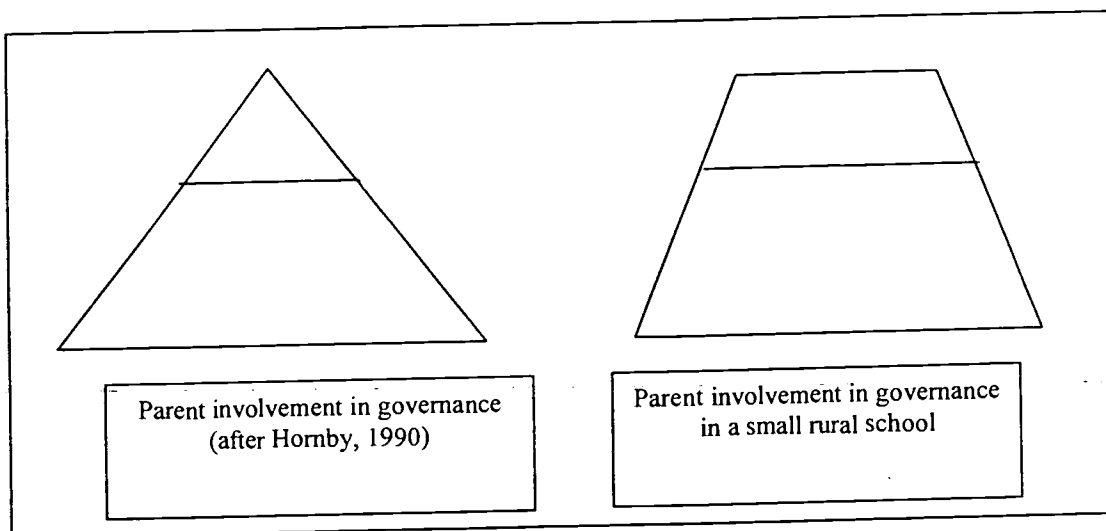 Parent involvement in governance
(after Hornby, 1990)
Parent involvement in governance
in a small rural school